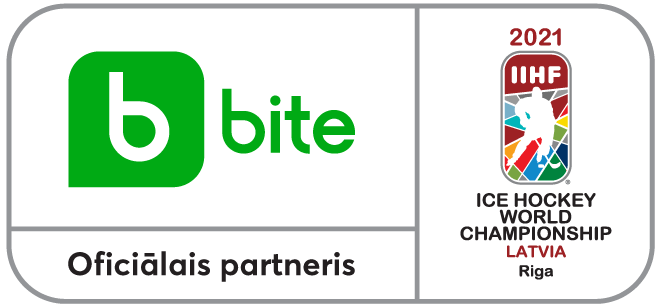 b bite
Oficiālais partneris
2021
IIHF
ICE HOCKEY
WORLD
CHAMPIONSHIP
LATVIA
Riga